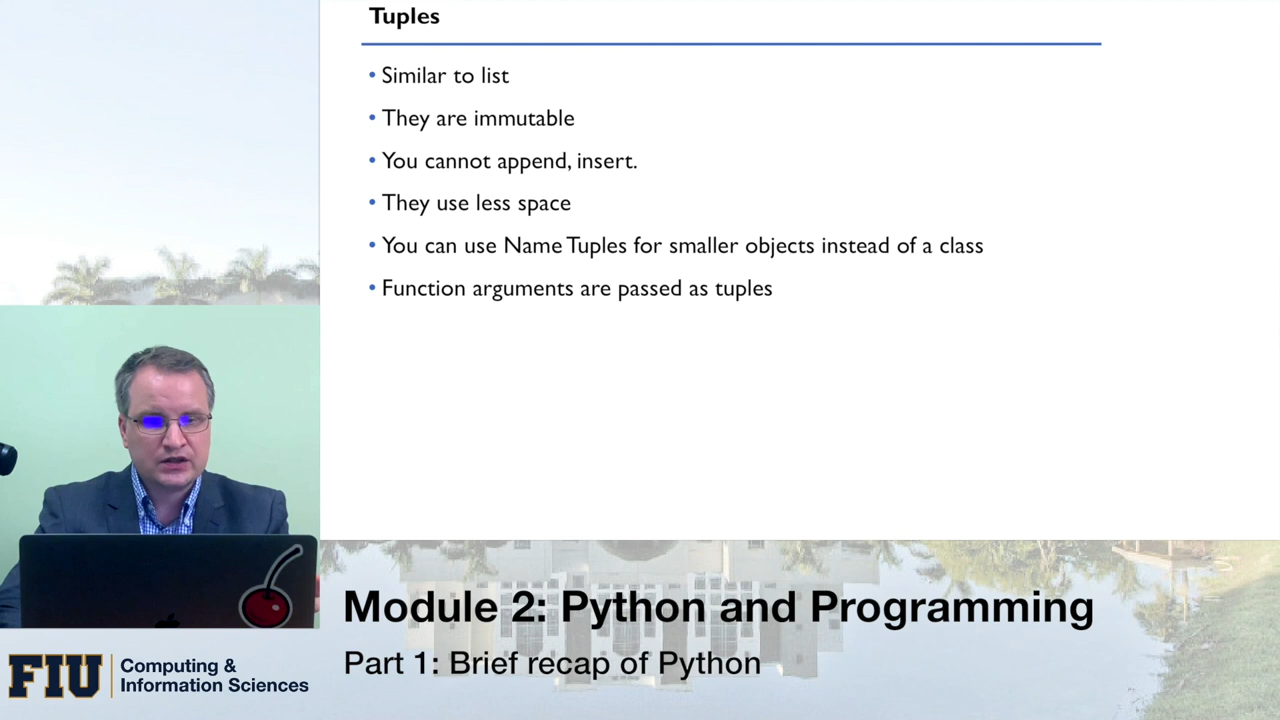 Tuples
• Similar to list
• They are immutable
• You cannot append, insert.
• They use less space
• You can use Name Tuples for smaller objects instead of a class
• Function arguments are passed as tuples
Module 2: Python and Programming
Part 1: Brief recap of Python
FIU
Computing &
Information Sciences